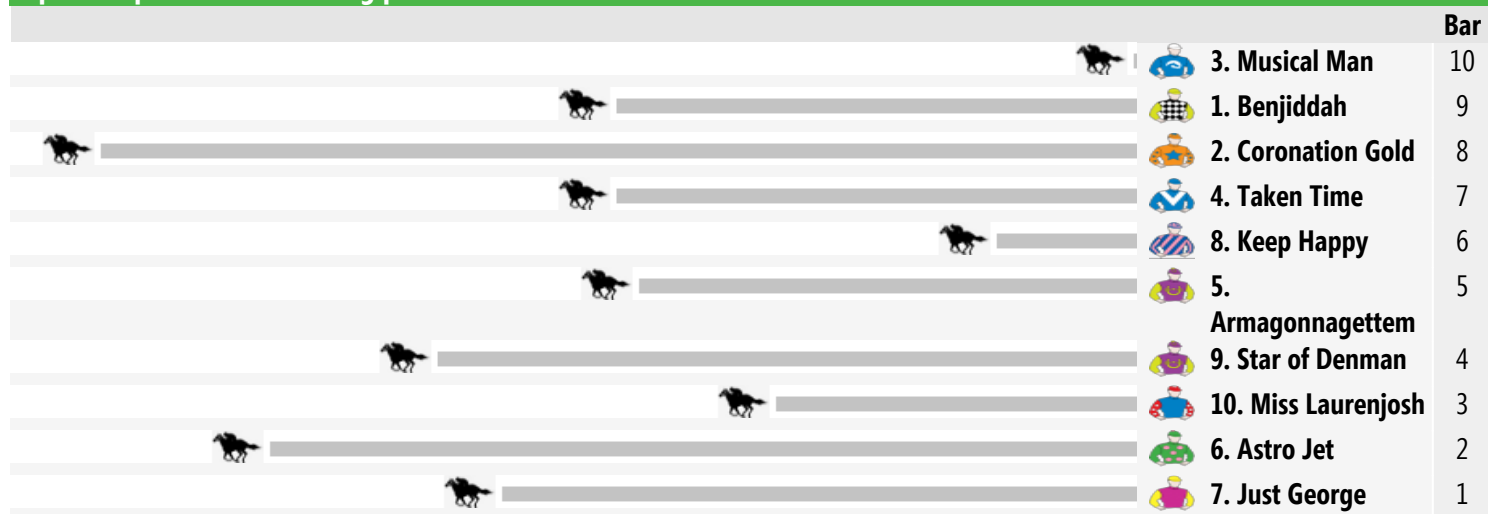 Bar
3. Musical Man 10
1. Benjiddah 9
2. Coronation Gold 8
4. Taken Time 7
8. Keep Happy 6
5. 5
Armagonnagettem
9. Star of Denman 4
10. Miss Laurenjosh 3
6. Astro Jet 2
7. Just George 1